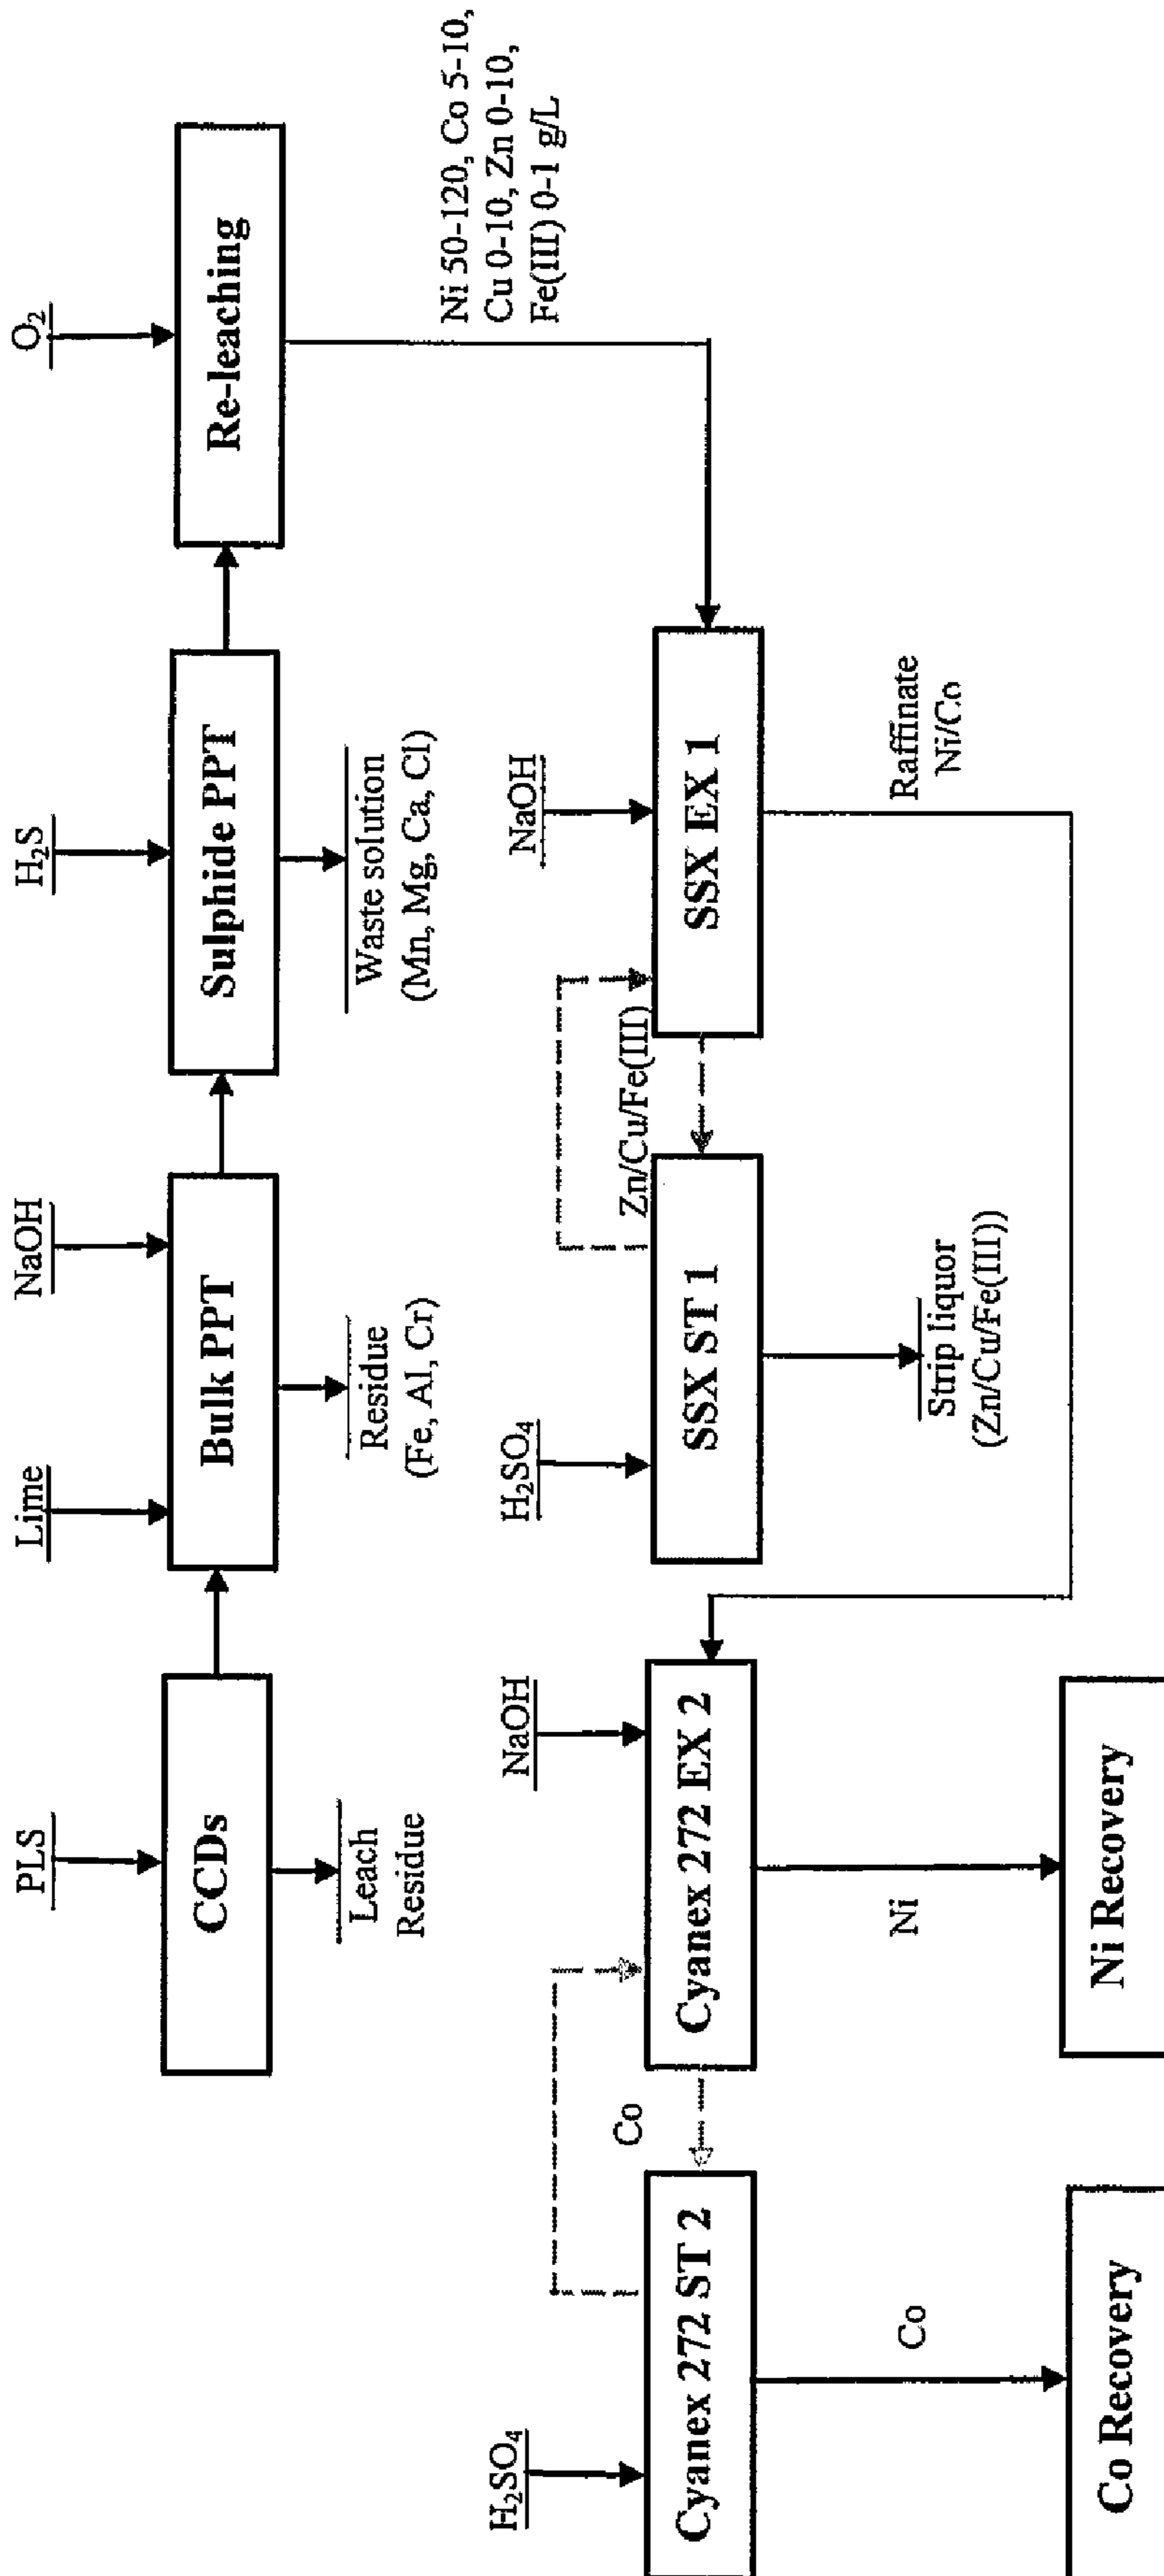 PLS
Lime
NaOH
H₂S
O₂
CCDs
Bulk PPT
Sulphide PPT
Re-leaching
Leach
Residue
Residue
(Fe, Al, Cr)
Waste solution
(Mn, Mg, Ca, Cl)
Ni 50-120, Co 5-10,
Cu 0-10, Zn 0-10,
Fe(III) 0-1 g/L
H₂SO₄
NaOH
H₂SO₄
NaOH
Co
Zn/Cu/Fe(III)
Cyanex 272 ST 2
Cyanex 272 EX 2
SSX ST 1
SSX EX 1
Co
Ni
Strip liquor
(Zn/Cu/Fe(III))
Raffinate
Ni/Co
Co Recovery
Ni Recovery